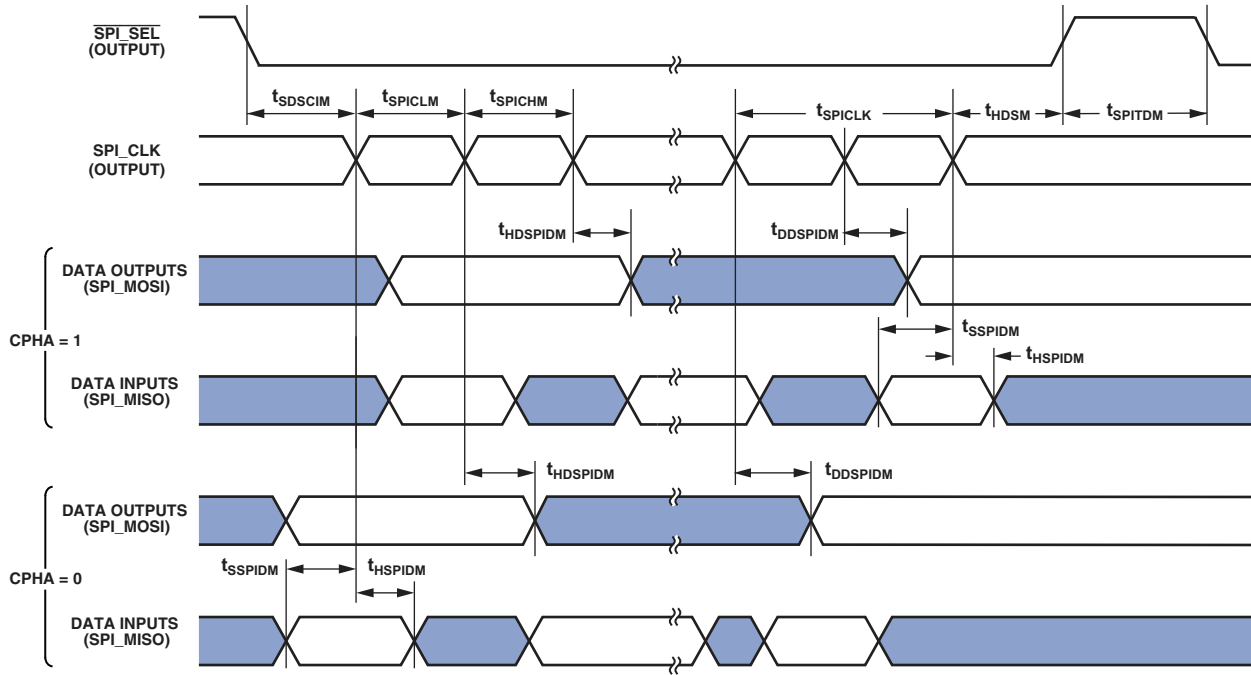 SPI_SEL
(OUTPUT)
tSDSCIM
tSPICLM
tSPICHM
tSPICLK
tHDSM
tSPITDM
SPI_CLK
(OUTPUT)
tHDSPIDM
tDDSPIDM
CPHA = 1
DATA OUTPUTS
(SPI_MOSI)
tSSPIDM
tHSPIDM
DATA INPUTS
(SPI_MISO)
tHDSPIDM
tDDSPIDM
CPHA = 0
DATA OUTPUTS
(SPI_MOSI)
tSSPIDM
tHSPIDM
DATA INPUTS
(SPI_MISO)